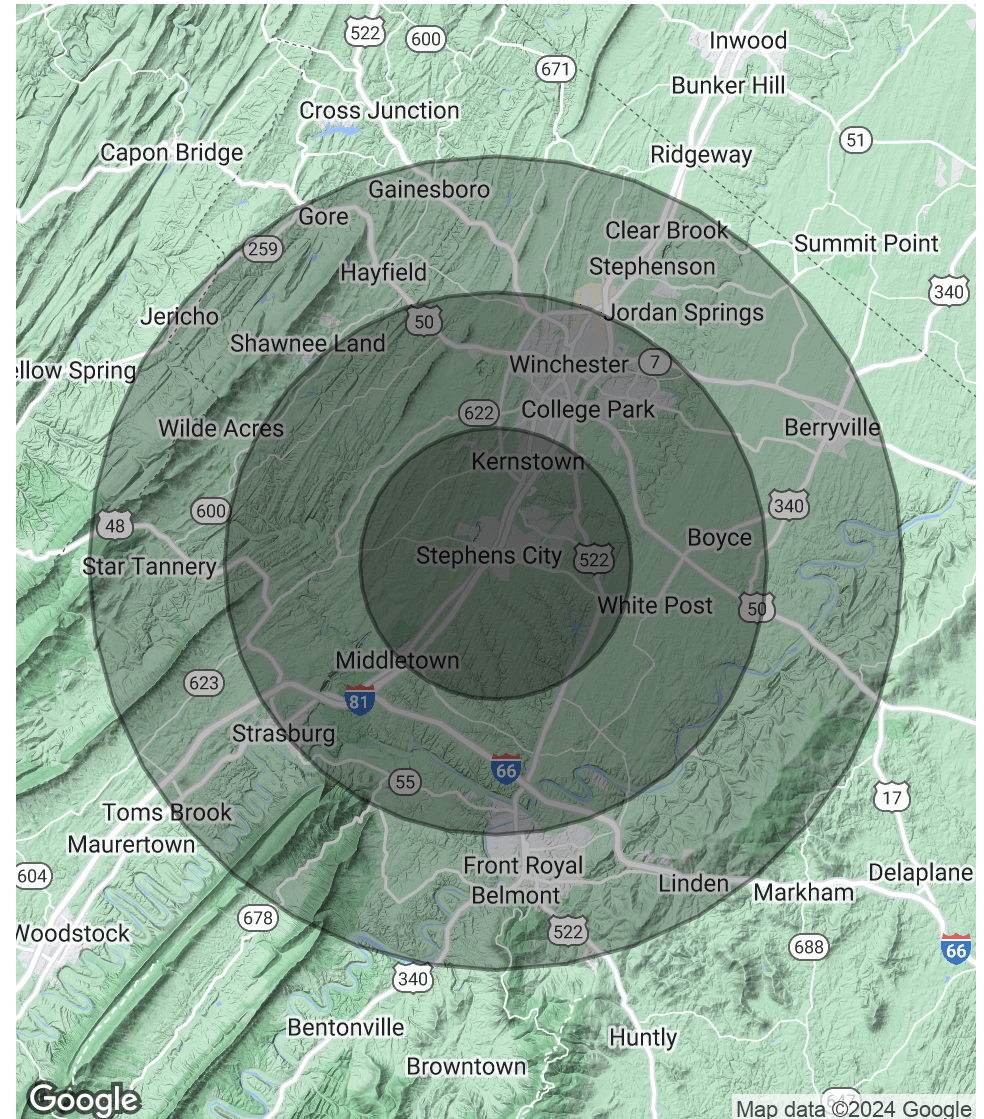 522
600
Inwood
671
Bunker Hill
Cross Junction
51
Capon Bridge
Ridgeway
Gainesboro
Gore
Clear Brook
259
Summit Point
Stephenson
Hayfield
340
Jericho
Jordan Springs
50
Shawnee Land
Winchester
7
ellow Spring
622
College Park
Wilde Acres
Berryville
Kernstown
340
600
48
Boyce
Stephens City
522
Star Tannery
White Post
50
Middletown
623
81
Strasburg
66
55
17
Toms Brook
Maurertown
Front Royal
604
Delaplane
Linden
Markham
Belmont
678
Woodstock
522
688
66
340
Bentonville
Huntly
Browntown
Google
647
Map data ©2024 Google